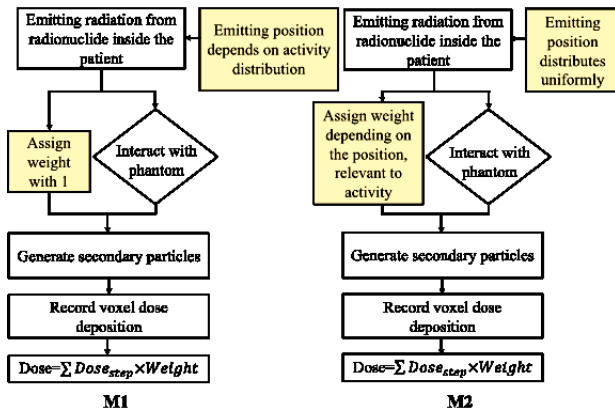 Emitting radiation from
radionuclide inside the
patient
Emitting position
depends on activity
distribution
Assign
weight
with 1
Interact with
phantom
Generate secondary particles
Record voxel dose
deposition
Dose=∑ Dose_step×Weight
M1
Emitting radiation from
radionuclide inside the
patient
Emitting
position
distributes
uniformly
Assign weight
depending on
the position,
relevant to
activity
Interact with
phantom
Generate secondary particles
Record voxel dose
deposition
Dose=∑ Dose_step×Weight
M2